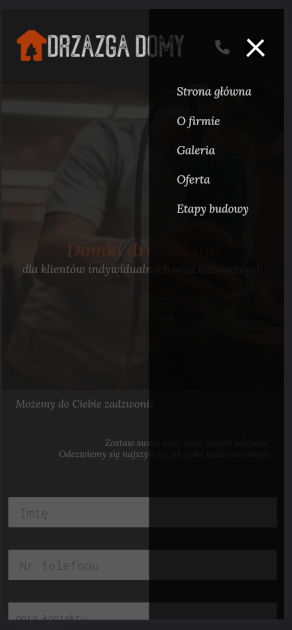 DRZAZGA DOMY
Strona główna
O firmie
Galeria
Oferta
Etapy budowy
Domki drewniane
dla klientów indywidualnych oraz biznesowych
Możemy do Ciebie zadzwonić
Zostaw swoje imię, oraz numer telefonu.
Odezwiemy się najszybciej jak tylko będziemy mogli
Imię
Nr telefonu
pora kontaktu